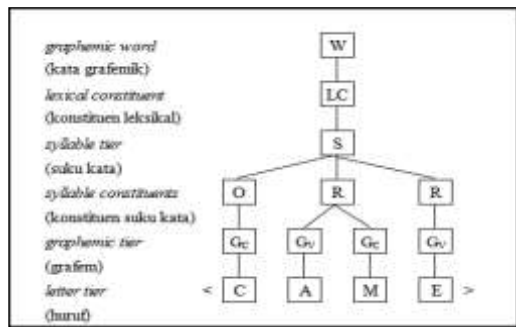 graphemic word W
(kata grafemik)
lexical constituent LC
(konstituen leksikal)
syllable tier S
(suku kata)
syllable constituents O R R
(konstituen suku kata)
graphemic tier Gc Gv Gc Gv
(grafem)
letter tier < C A M E >
(huruf)